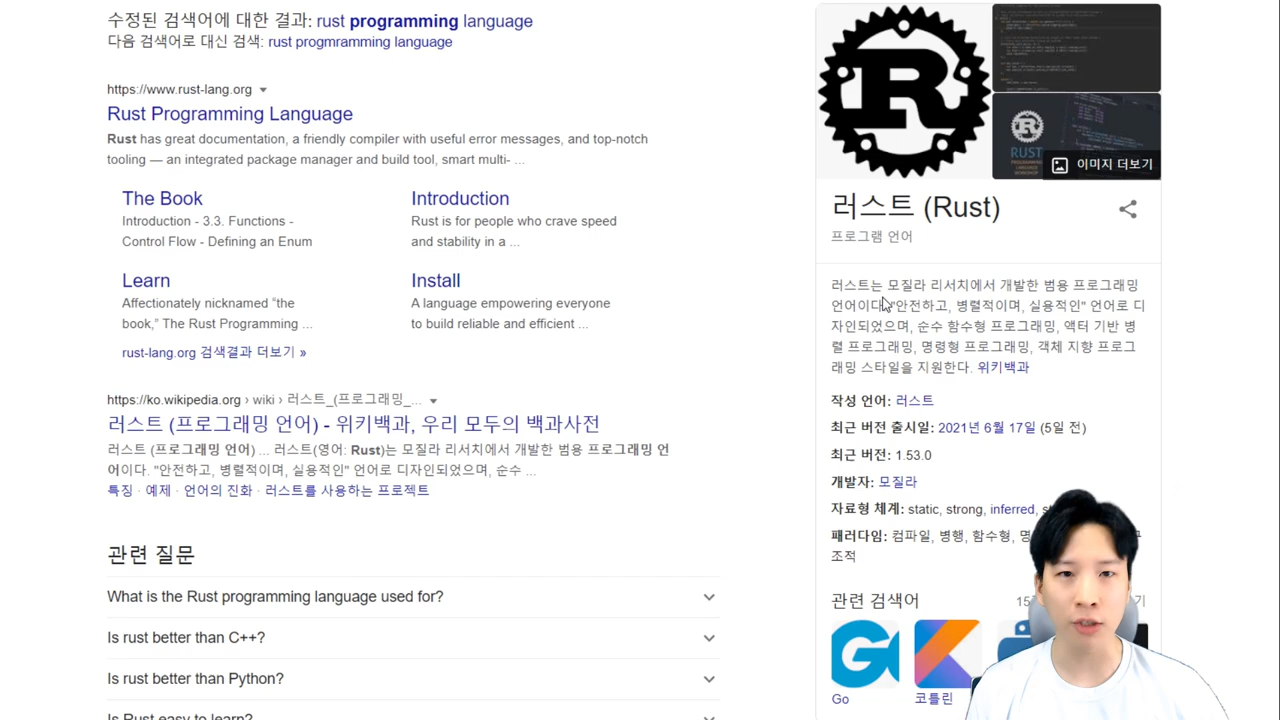 수정된 검색어에 대한 결과: rust programming language
다음 검색어로 대신 검색: rust prgramming language
https://www.rust-lang.org
Rust Programming Language
Rust has great documentation, a friendly compiler with useful error messages, and top-notch
tooling — an integrated package manager and build tool, smart multi- ...
The Book
Introduction - 3.3. Functions -
Control Flow - Defining an Enum
Introduction
Rust is for people who crave speed
and stability in a ...
Learn
Affectionately nicknamed “the
book,” The Rust Programming ...
Install
A language empowering everyone
to build reliable and efficient ...
rust-lang.org 검색결과 더보기 »
https://ko.wikipedia.org › wiki › 러스트_(프로그래밍_...
러스트 (프로그래밍 언어) - 위키백과, 우리 모두의 백과사전
러스트 (프로그래밍 언어) ... 러스트(영어: Rust)는 모질라 리서치에서 개발한 범용 프로그래밍 언
어이다. "안전하고, 병렬적이며, 실용적인" 언어로 디자인되었으며, 순수 ...
특징 · 예제 · 언어의 진화 · 러스트를 사용하는 프로젝트
관련 질문
What is the Rust programming language used for?
Is rust better than C++?
Is rust better than Python?
Is Rust easy to learn?
R
RUST
이미지 더보기
러스트 (Rust)
프로그램 언어
러스트는 모질라 리서치에서 개발한 범용 프로그래밍
언어이다. "안전하고, 병렬적이며, 실용적인" 언어로 디
자인되었으며, 순수 함수형 프로그래밍, 액터 기반 병
렬 프로그래밍, 명령형 프로그래밍, 객체 지향 프로그
래밍 스타일을 지원한다. 위키백과
작성 언어: 러스트
최근 버전 출시일: 2021년 6월 17일 (5일 전)
최근 버전: 1.53.0
개발자: 모질라
자료형 체계: static, strong, inferred,
패러다임: 컴파일, 병행, 함수형,
조적
관련 검색어
Go
코틀린